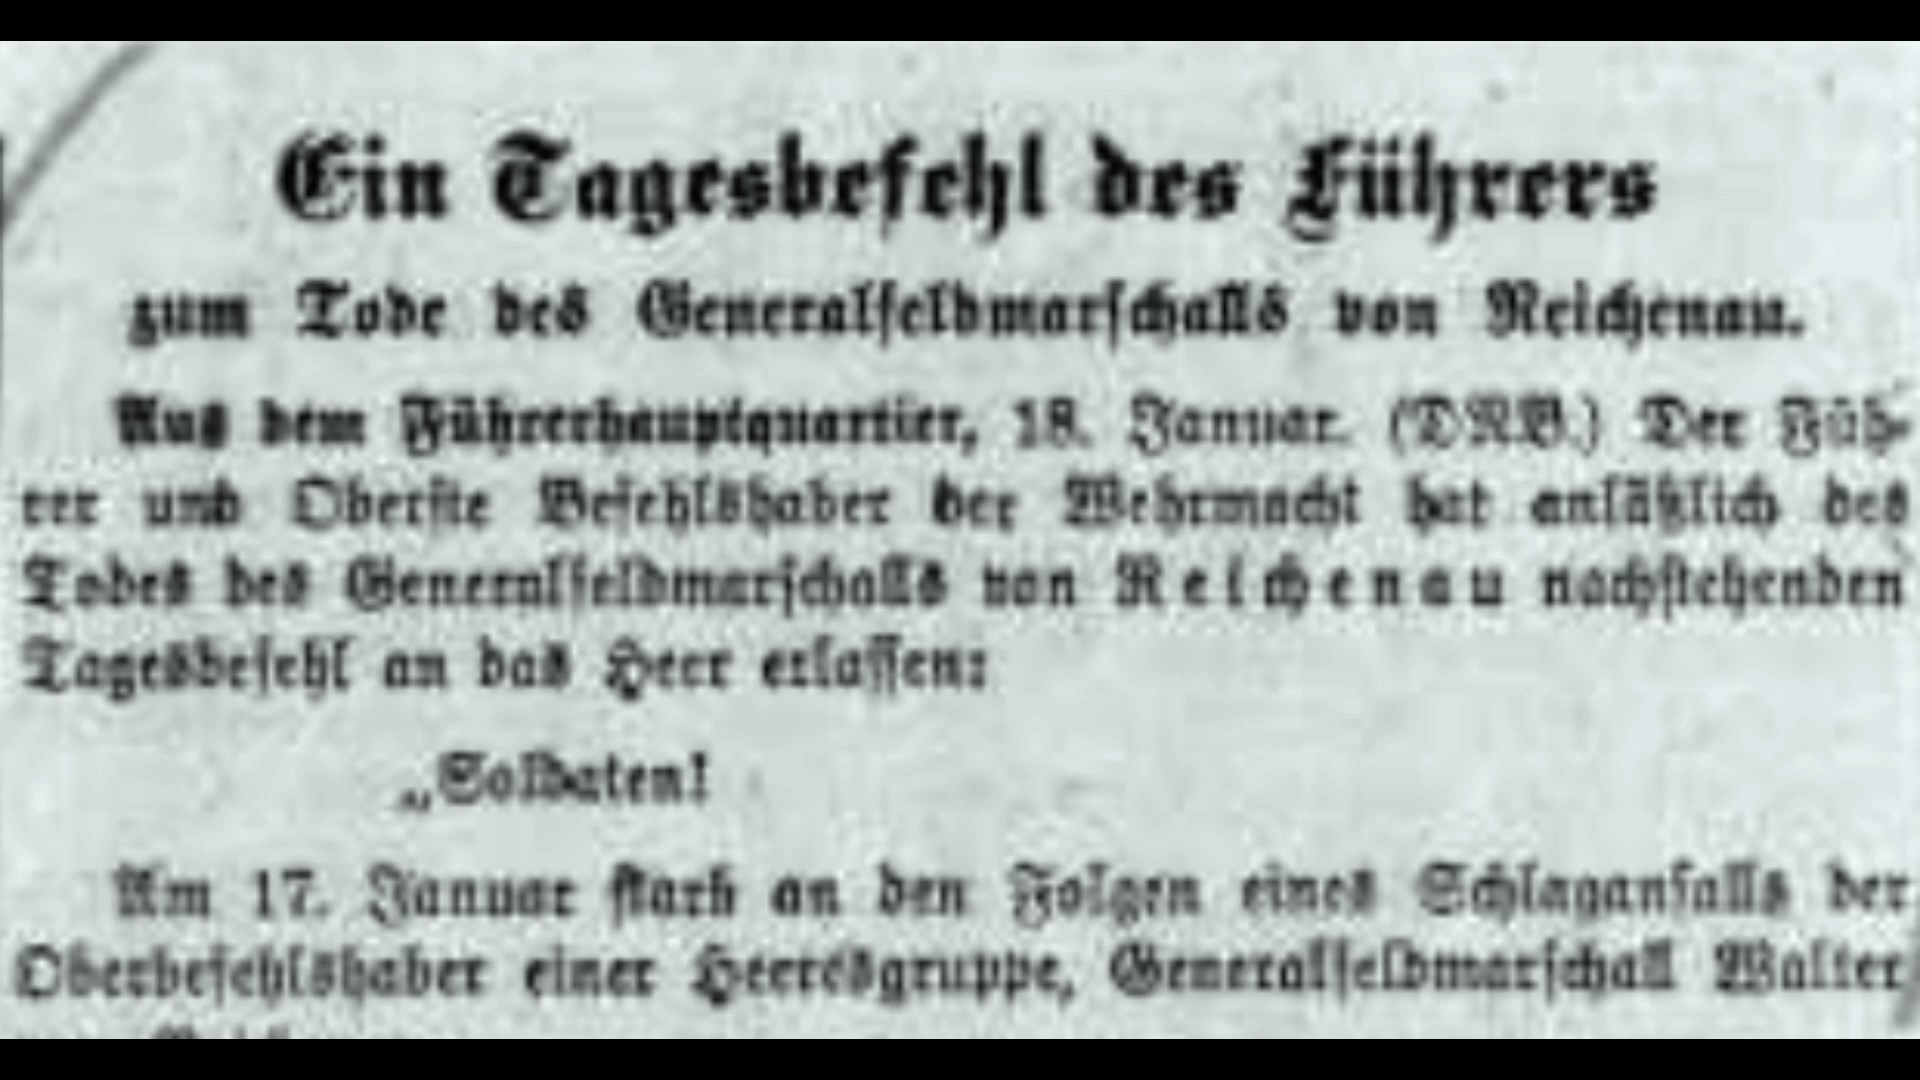 Ein Tagesbefehl des Führers
zum Tode des Generalfeldmarschalls von Reichenau.
Aus dem Führerhauptquartier, 18. Januar. (DNB.) Der Füh-
rer und Oberste Befehlshaber der Wehrmacht hat anläßlich des
Todes des Generalfeldmarschalls von Reichenau nachstehenden
Tagesbefehl an das Heer erlassen:
„Soldaten!
Am 17. Januar starb an den Folgen eines Schlaganfalls der
Oberbefehlshaber einer Heeresgruppe, Generalfeldmarschall Walter